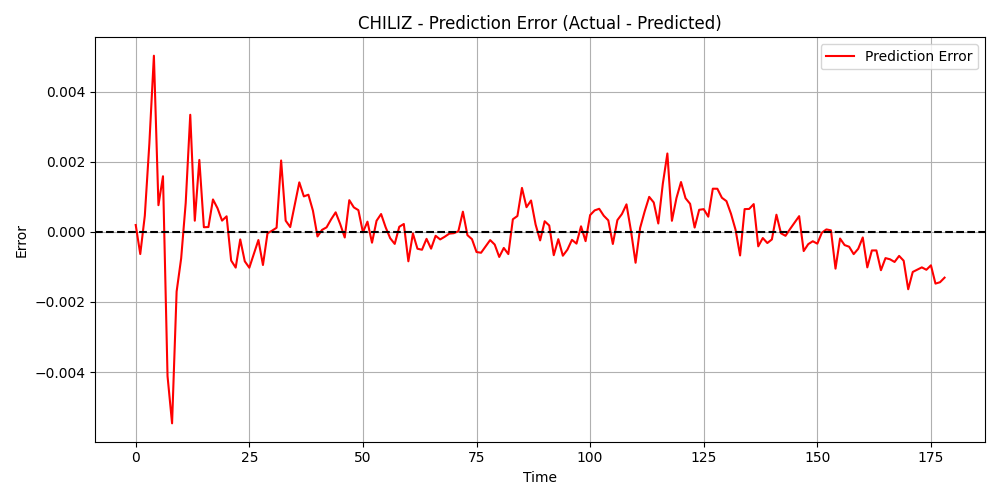 CHILIZ - Prediction Error (Actual - Predicted)
Prediction Error
0.004
0.002
0.000
−0.002
−0.004
Error
0 25 50 75 100 125 150 175
Time